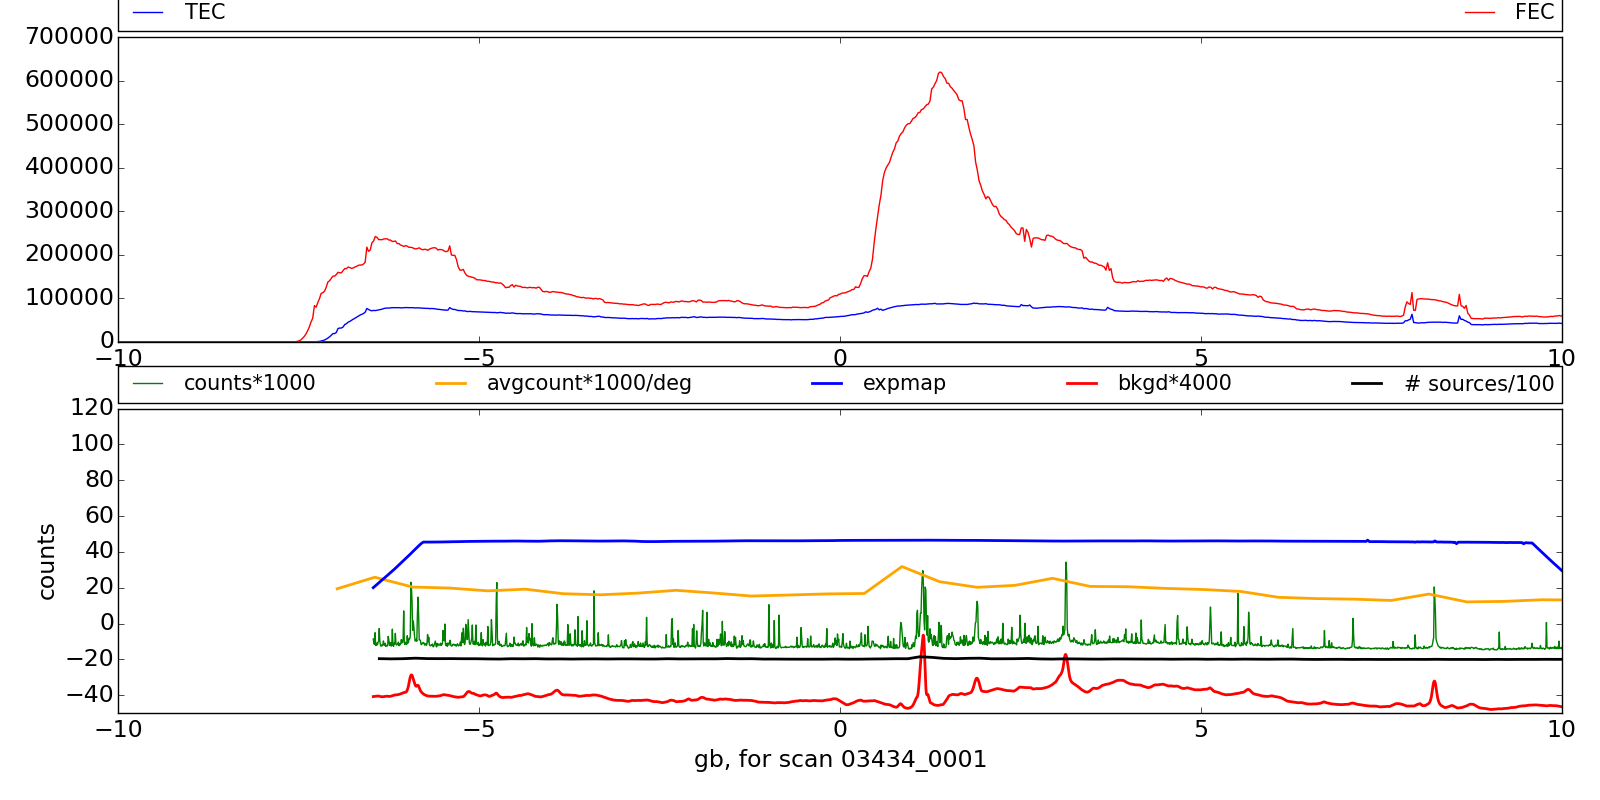 TEC FEC
700000
600000
500000
400000
300000
200000
100000
0
−10 −5 0 5 10
counts*1000 avgcount*1000/deg expmap bkgd*4000 # sources/100
120
100
80
60
40
20
0
−20
−40
counts
−10 −5 0 5 10
gb, for scan 03434_0001